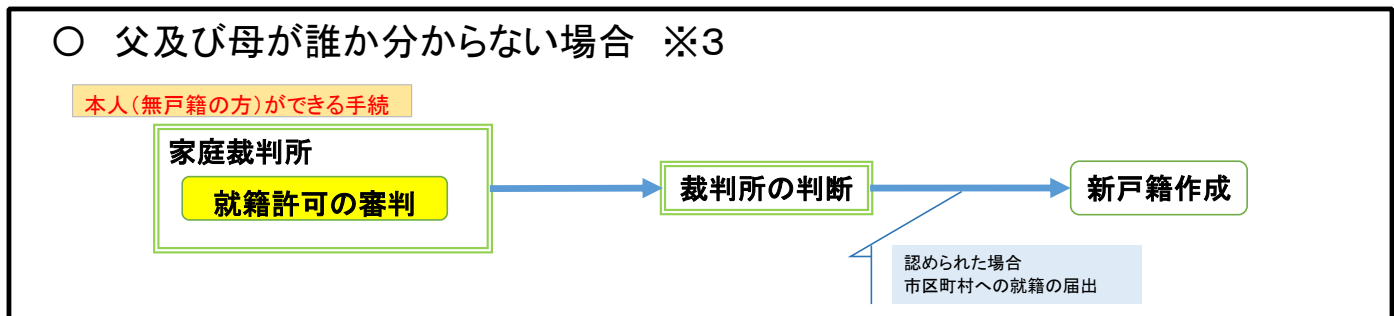 〇　父及び母が誰か分からない場合　※３
本人（無戸籍の方）ができる手続
家庭裁判所
就籍許可の審判
裁判所の判断
新戸籍作成
認められた場合
市区町村への就籍の届出